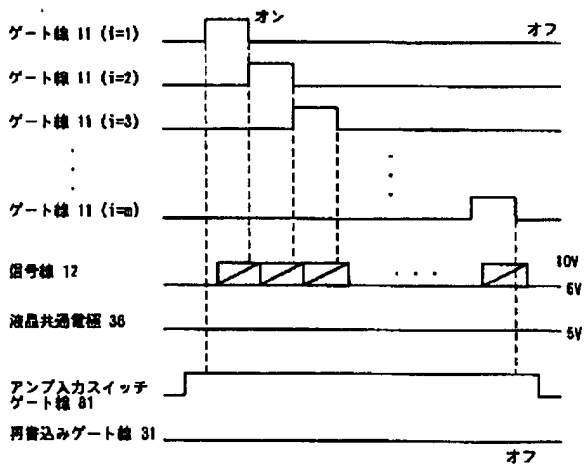 オン
ゲート線 11 (i=1)
オフ
ゲート線 11 (i=2)
ゲート線 11 (i=3)
ゲート線 11 (i=m)
信号線 12
10V
6V
液晶共通電極 36
5V
アンプ入力スイッチ
ゲート線 81
再書込みゲート線 31
オフ